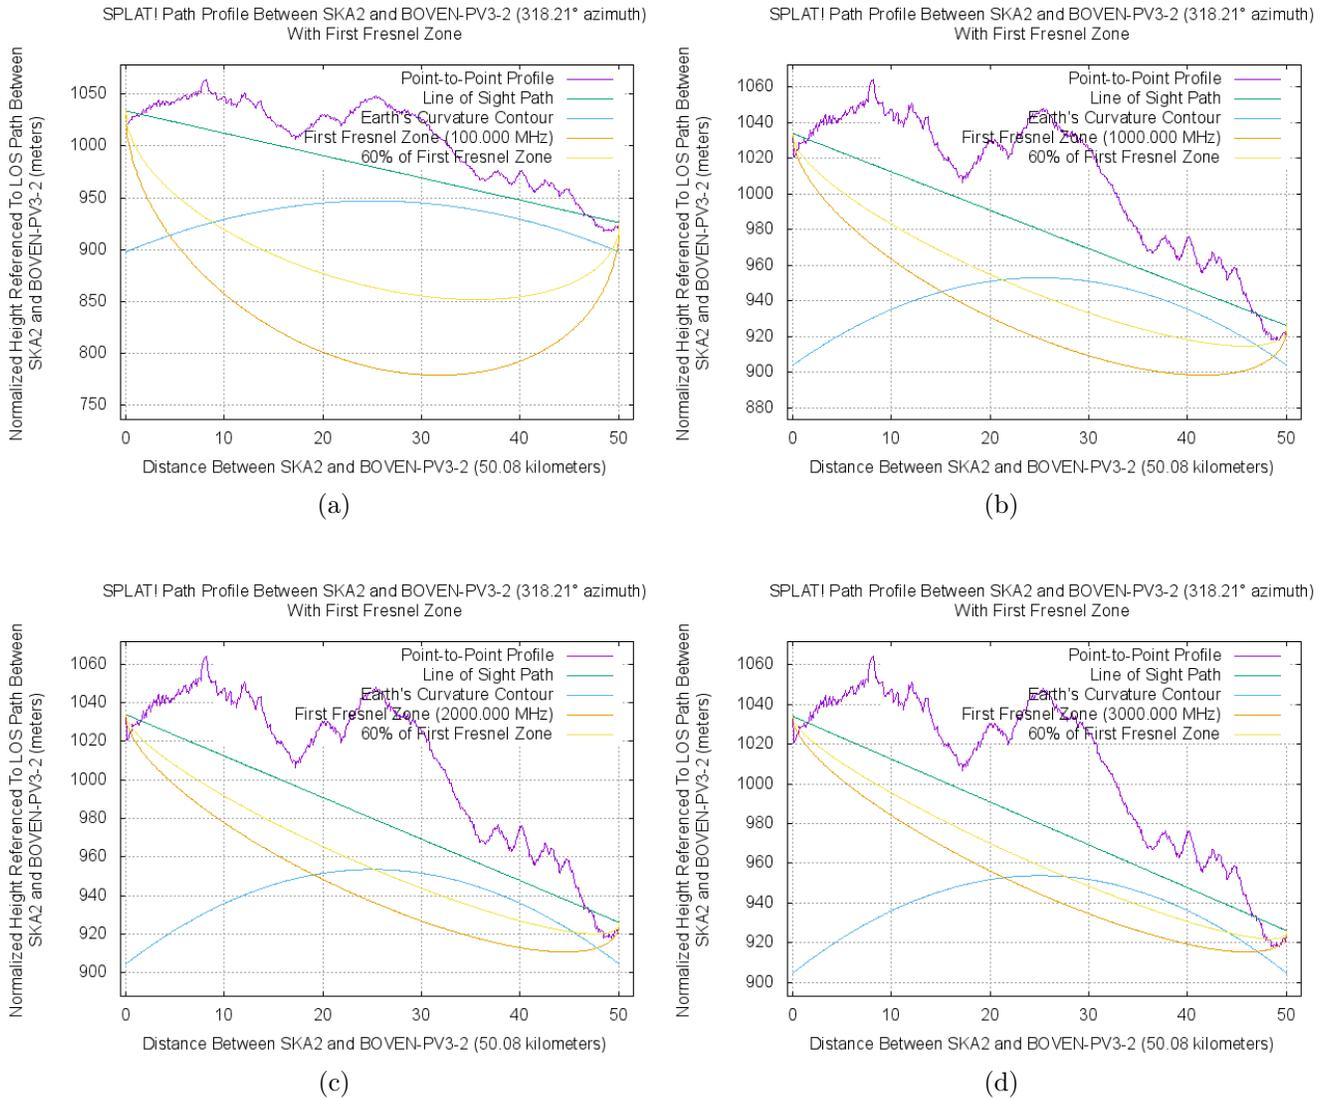 SPLAT! Path Profile Between SKA2 and BOVEN-PV3-2 (318.21° azimuth)
With First Fresnel Zone
Normalized Height Referenced To LOS Path Between
SKA2 and BOVEN-PV3-2 (meters)
1050
1000
950
900
850
800
750
Point-to-Point Profile
Line of Sight Path
Earth's Curvature Contour
First Fresnel Zone (100.000 MHz)
60% of First Fresnel Zone
0 10 20 30 40 50
Distance Between SKA2 and BOVEN-PV3-2 (50.08 kilometers)
(a)
SPLAT! Path Profile Between SKA2 and BOVEN-PV3-2 (318.21° azimuth)
With First Fresnel Zone
Normalized Height Referenced To LOS Path Between
SKA2 and BOVEN-PV3-2 (meters)
1060
1040
1020
1000
980
960
940
920
900
880
Point-to-Point Profile
Line of Sight Path
Earth's Curvature Contour
First Fresnel Zone (1000.000 MHz)
60% of First Fresnel Zone
0 10 20 30 40 50
Distance Between SKA2 and BOVEN-PV3-2 (50.08 kilometers)
(b)
SPLAT! Path Profile Between SKA2 and BOVEN-PV3-2 (318.21° azimuth)
With First Fresnel Zone
Normalized Height Referenced To LOS Path Between
SKA2 and BOVEN-PV3-2 (meters)
1060
1040
1020
1000
980
960
940
920
900
Point-to-Point Profile
Line of Sight Path
Earth's Curvature Contour
First Fresnel Zone (2000.000 MHz)
60% of First Fresnel Zone
0 10 20 30 40 50
Distance Between SKA2 and BOVEN-PV3-2 (50.08 kilometers)
(c)
SPLAT! Path Profile Between SKA2 and BOVEN-PV3-2 (318.21° azimuth)
With First Fresnel Zone
Normalized Height Referenced To LOS Path Between
SKA2 and BOVEN-PV3-2 (meters)
1060
1040
1020
1000
980
960
940
920
900
Point-to-Point Profile
Line of Sight Path
Earth's Curvature Contour
First Fresnel Zone (3000.000 MHz)
60% of First Fresnel Zone
0 10 20 30 40 50
Distance Between SKA2 and BOVEN-PV3-2 (50.08 kilometers)
(d)